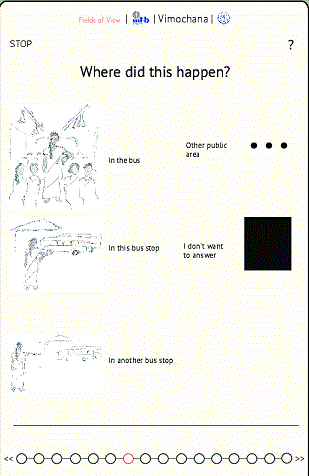 Fields of View | iiitb | Vimochana |
STOP ?
Where did this happen?
In the bus
Other public
area
In this bus stop
I don't want
to answer
In another bus stop
<< >>